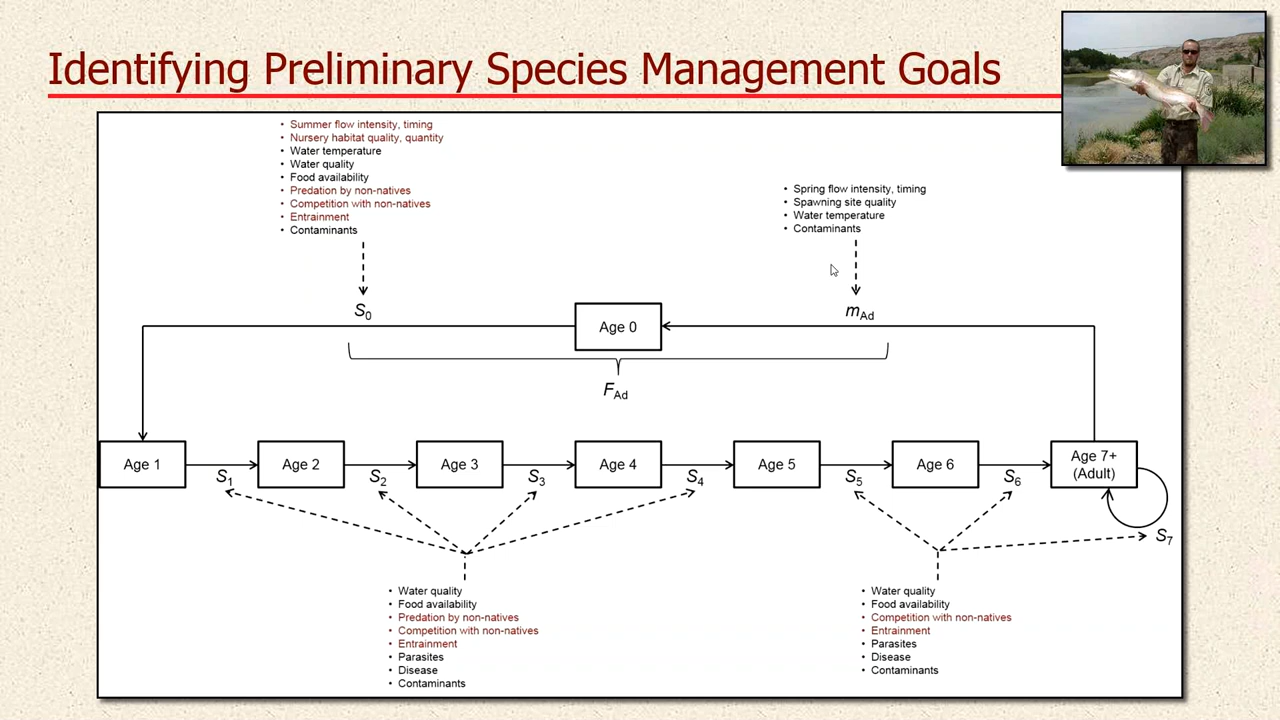 Identifying Preliminary Species Management Goals
• Summer flow intensity, timing
• Nursery habitat quality, quantity
• Water temperature
• Water quality
• Food availability
• Predation by non-natives
• Competition with non-natives
• Entrainment
• Contaminants
• Spring flow intensity, timing
• Spawning site quality
• Water temperature
• Contaminants
S0
Age 0
mAd
FAd
Age 1
Age 2
Age 3
Age 4
Age 5
Age 6
Age 7+
(Adult)
S1
S2
S3
S4
S5
S6
S7
• Water quality
• Food availability
• Predation by non-natives
• Competition with non-natives
• Entrainment
• Parasites
• Disease
• Contaminants
• Water quality
• Food availability
• Competition with non-natives
• Entrainment
• Parasites
• Disease
• Contaminants